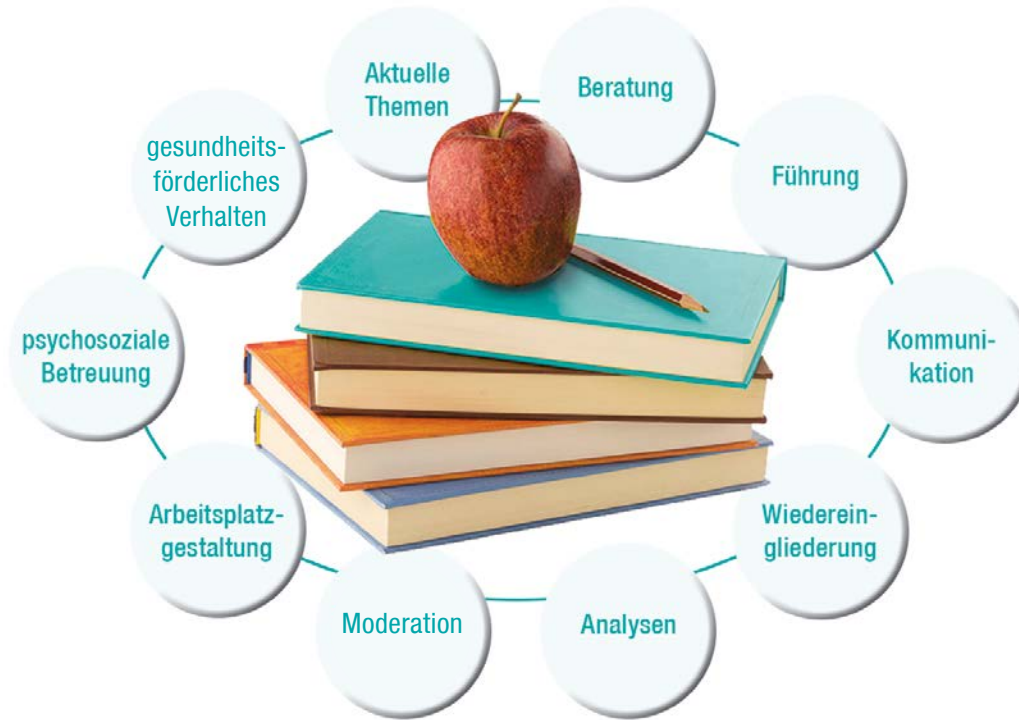 Aktuelle
Themen
Beratung
Führung
Kommuni-
kation
Wiederein-
gliederung
Analysen
Moderation
Arbeitsplatz-
gestaltung
psychosoziale
Betreuung
gesundheits-
förderliches
Verhalten